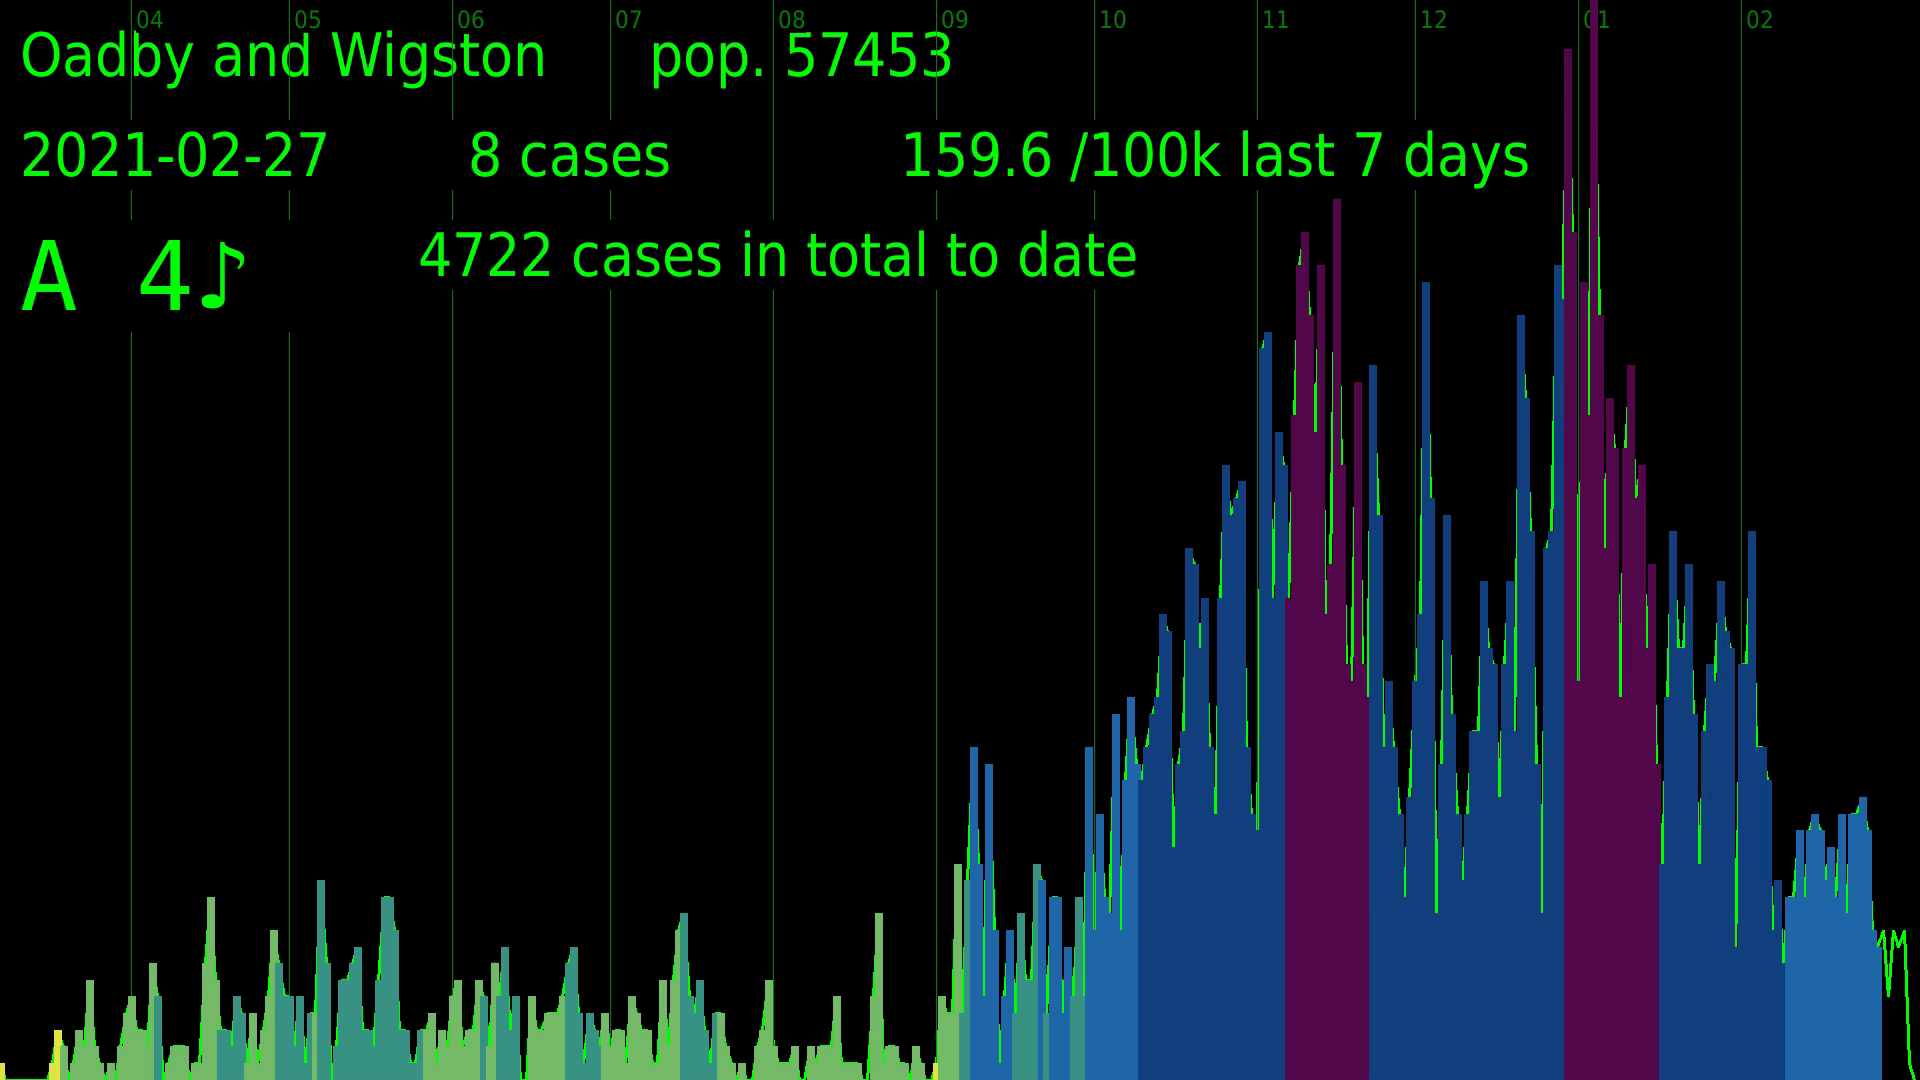 04 05 06 07 08 09 10 11 12 01 02
Oadby and Wigston pop. 57453
2021-02-27 8 cases 159.6 /100k last 7 days
A 4♪ 4722 cases in total to date